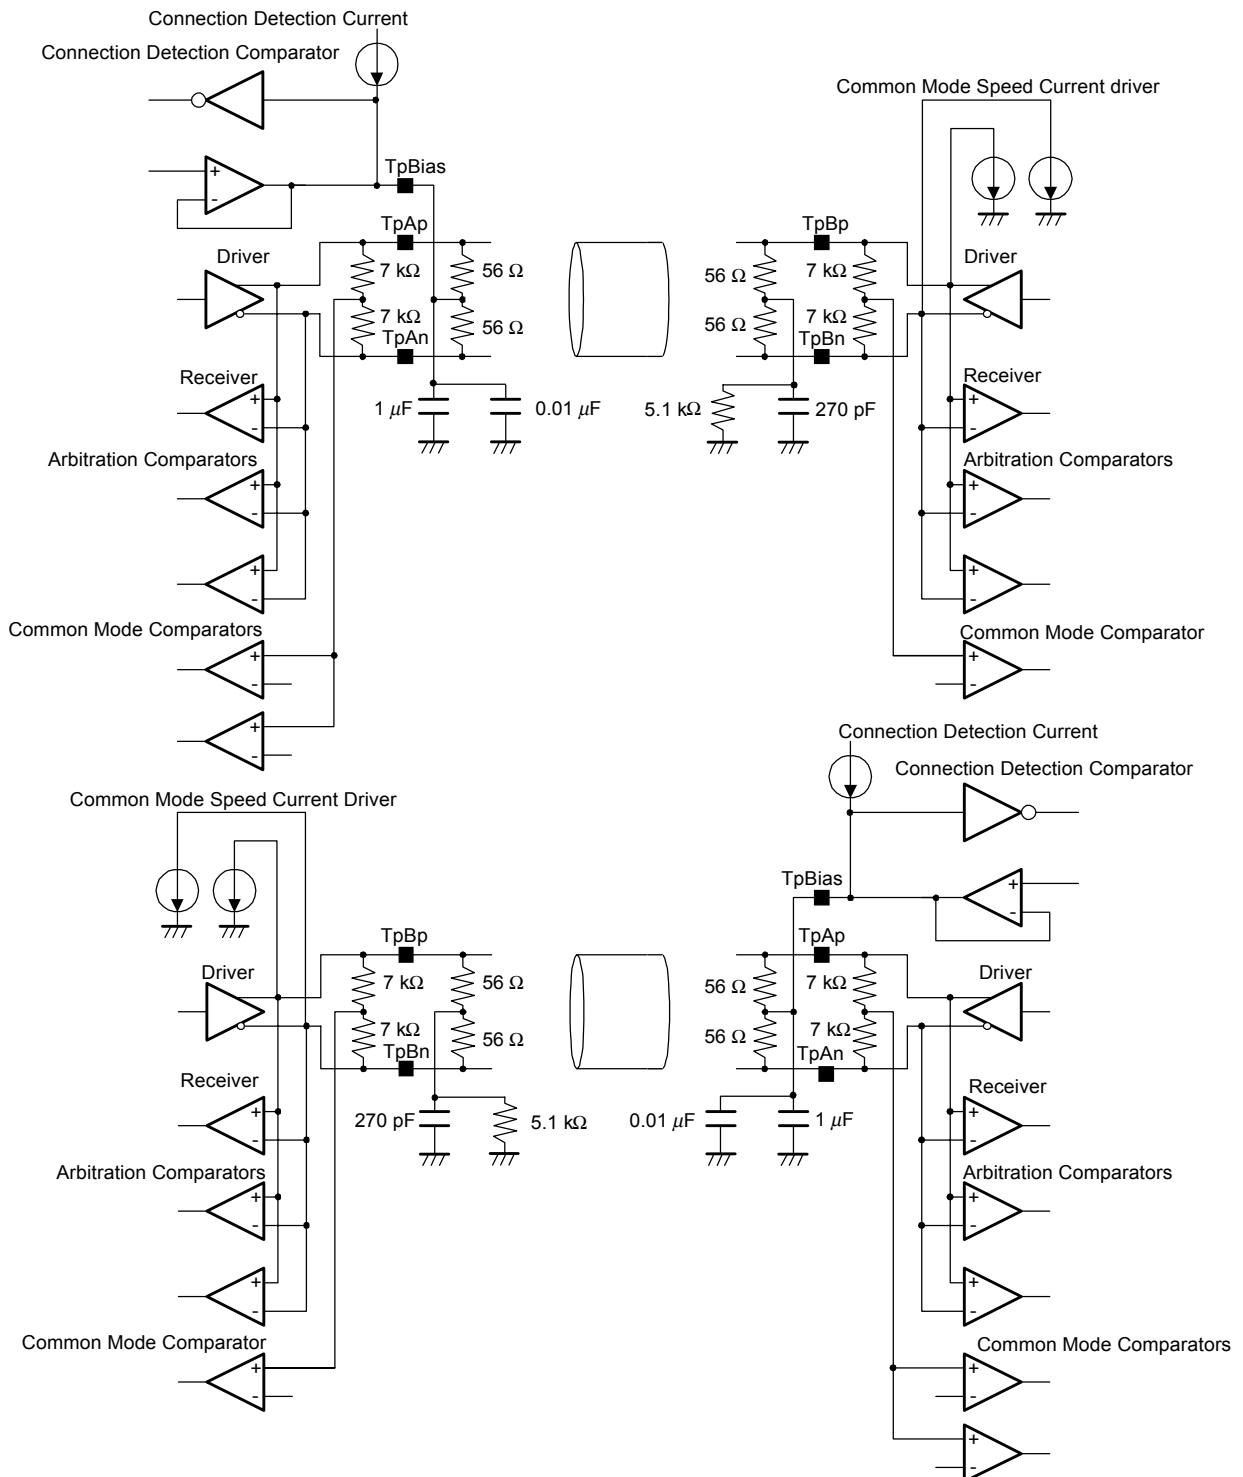 Connection Detection Current
Connection Detection Comparator
Common Mode Speed Current driver
+
-
TpBias
TpAp
TpBp
Driver
7 kΩ
56 Ω
56 Ω
7 kΩ
Driver
7 kΩ
56 Ω
56 Ω
7 kΩ
TpAn
TpBn
Receiver
Receiver
+
-
1 µF
0.01 µF
5.1 kΩ
270 pF
+
-
Arbitration Comparators
Arbitration Comparators
+
-
+
-
+
-
+
-
Common Mode Comparators
Common Mode Comparator
+
-
+
-
+
-
Connection Detection Current
Connection Detection Comparator
Common Mode Speed Current Driver
TpBias
+
-
TpBp
TpAp
Driver
7 kΩ
56 Ω
56 Ω
7 kΩ
Driver
7 kΩ
56 Ω
56 Ω
7 kΩ
TpBn
TpAn
Receiver
Receiver
+
-
270 pF
5.1 kΩ
0.01 µF
1 µF
+
-
Arbitration Comparators
Arbitration Comparators
+
-
+
-
+
-
+
-
Common Mode Comparator
Common Mode Comparators
+
-
+
-
+
-